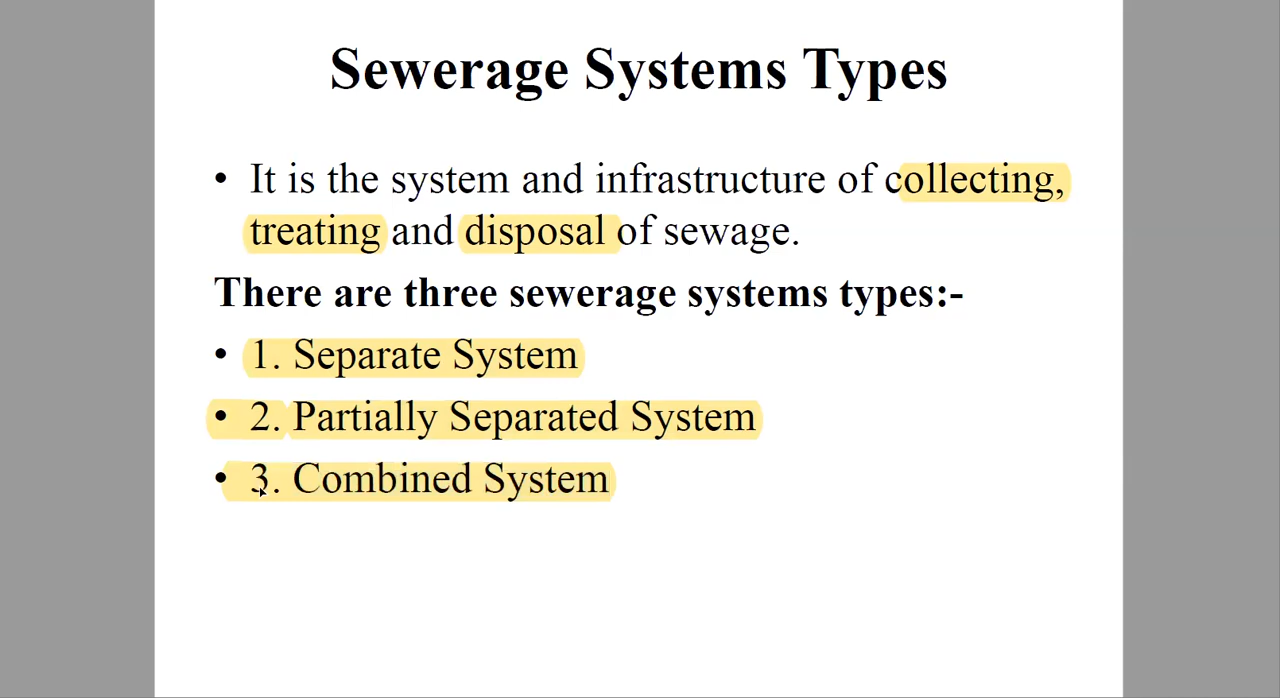 Sewerage Systems Types
• It is the system and infrastructure of collecting,
treating and disposal of sewage.
There are three sewerage systems types:-
• 1. Separate System
• 2. Partially Separated System
• 3. Combined System